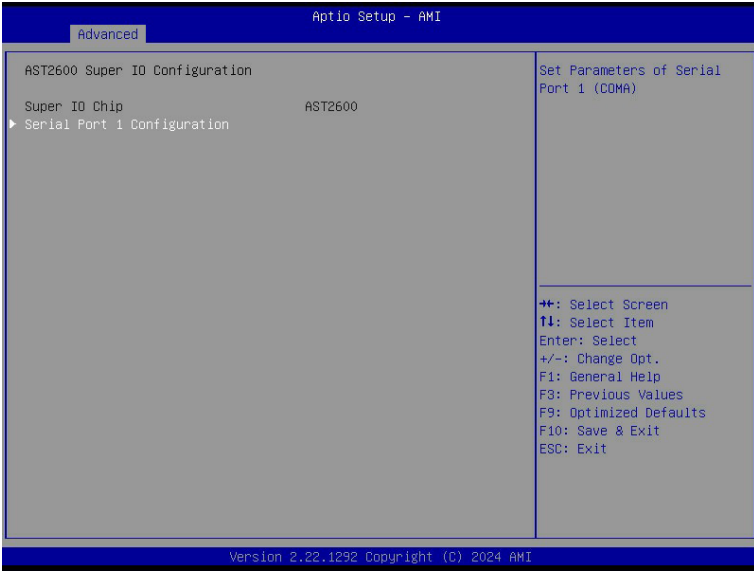 Aptio Setup – AMI
Advanced
AST2600 Super IO Configuration
Super IO Chip AST2600
Serial Port 1 Configuration
Set Parameters of Serial
Port 1 (COMA)
→←: Select Screen
↑↓: Select Item
Enter: Select
+/-: Change Opt.
F1: General Help
F3: Previous Values
F9: Optimized Defaults
F10: Save & Exit
ESC: Exit
Version 2.22.1292 Copyright (C) 2024 AMI